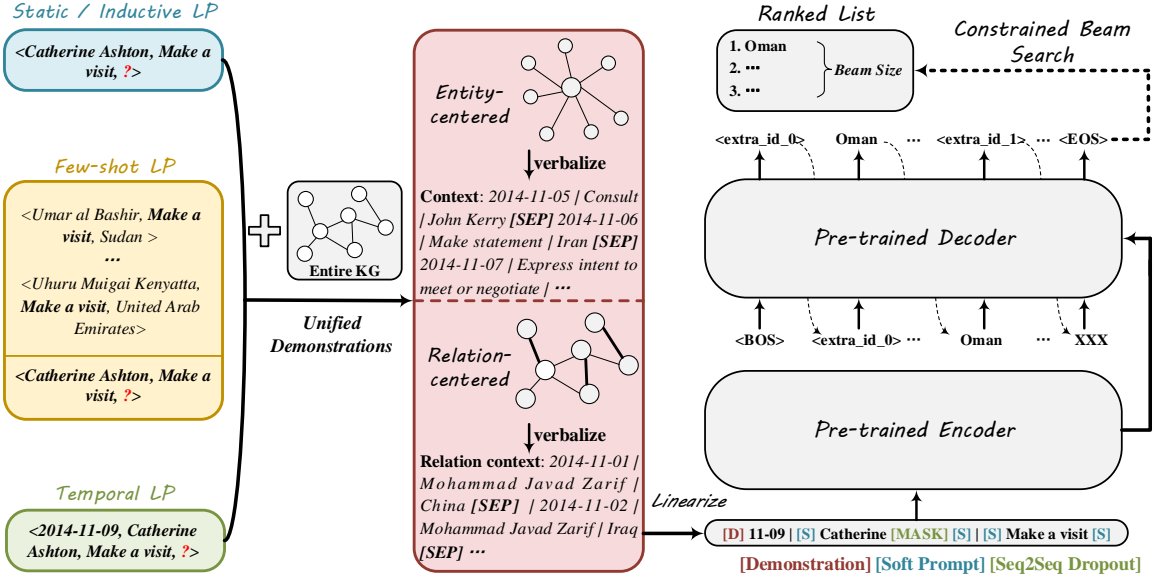 Static / Inductive LP
<Catherine Ashton, Make a
visit, ?>
Few-shot LP
<Umar al Bashir, Make a
visit, Sudan >
...
<Uhuru Muigai Kenyatta,
Make a visit, United Arab
Emirates>
<Catherine Ashton, Make a
visit, ?>
Temporal LP
<2014-11-09, Catherine
Ashton, Make a visit, ?>
Entire KG
Unified
Demonstrations
Entity-
centered
verbalize
Context: 2014-11-05 | Consult
| John Kerry [SEP] 2014-11-06
| Make statement | Iran [SEP]
2014-11-07 | Express intent to
meet or negotiate | ...
Relation-
centered
verbalize
Relation context: 2014-11-01 |
Mohammad Javad Zarif |
China [SEP] | 2014-11-02 |
Mohammad Javad Zarif | Iraq
[SEP] ...
Linearize
Ranked List
1. Oman
2. ...
3. ...
Beam Size
Constrained Beam
Search
<extra_id_0> Oman ... <extra_id_1> ... <EOS>
Pre-trained Decoder
<BOS> <extra_id_0> ... Oman ... XXX
Pre-trained Encoder
[D] 11-09 | [S] Catherine [MASK] [S] | [S] Make a visit [S]
[Demonstration] [Soft Prompt] [Seq2Seq Dropout]